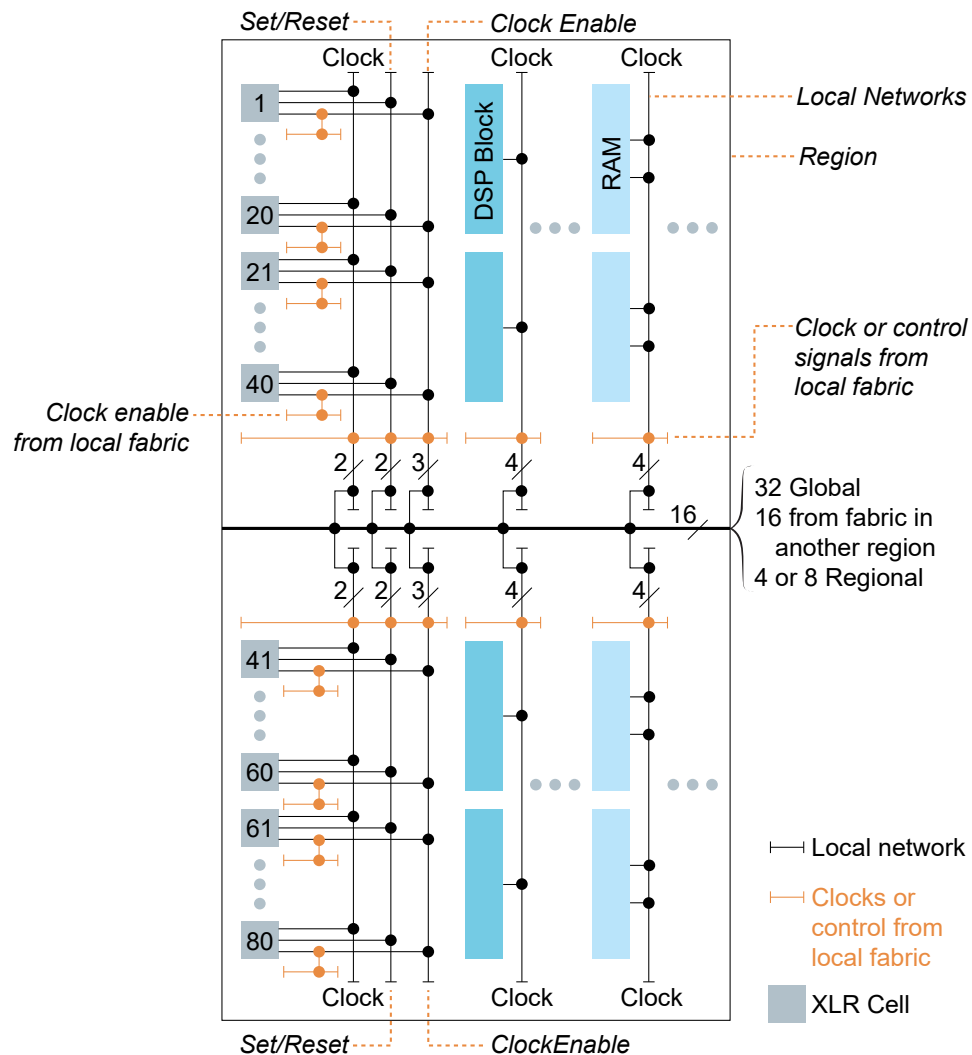 Set/Reset
Clock Enable
Clock
Clock
Clock
1
DSP Block
RAM
Local Networks
Region
20
21
40
Clock or control
signals from
local fabric
Clock enable
from local fabric
2
2
3
4
4
16
32 Global
16 from fabric in
another region
4 or 8 Regional
2
2
3
4
4
41
60
61
80
Local network
Clocks or
control from
local fabric
XLR Cell
Clock
Clock
Clock
Set/Reset
ClockEnable